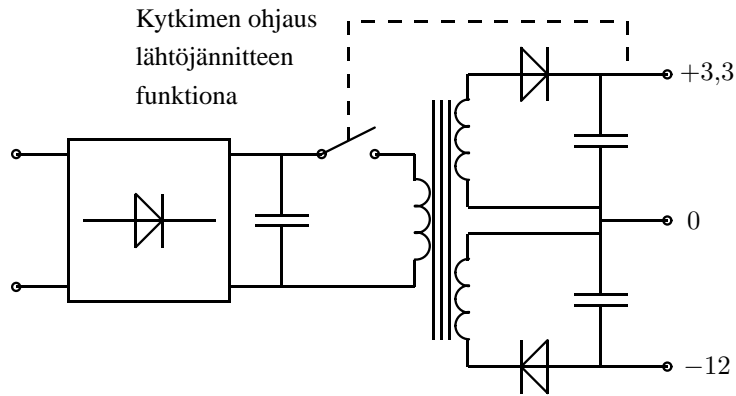 Kytkimen ohjaus
lähtöjännitteen
funktiona
+3,3
0
−12